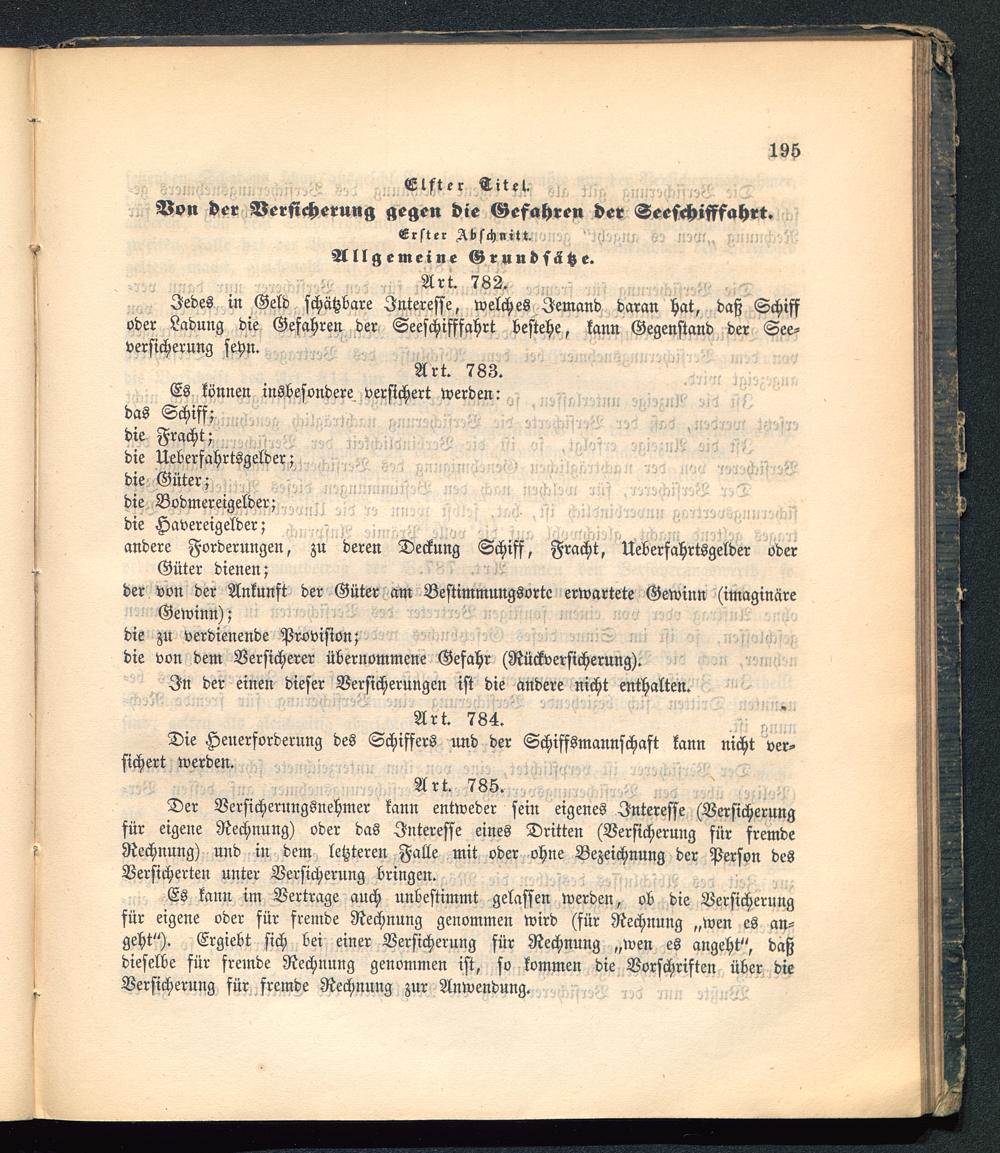 195
Elfter Titel.
Von der Versicherung gegen die Gefahren der Seeschifffahrt.
Erster Abschnitt.
Allgemeine Grundsätze.
Art. 782.
Jedes in Geld schätzbare Interesse, welches Jemand daran hat, daß Schiff
oder Ladung die Gefahren der Seeschifffahrt bestehe, kann Gegenstand der See-
versicherung seyn.
Art. 783.
Es können insbesondere versichert werden:
das Schiff;
die Fracht;
die Ueberfahrtsgelder;
die Güter;
die Bodmereigelder;
die Havereigelder;
andere Forderungen, zu deren Deckung Schiff, Fracht, Ueberfahrtsgelder oder
Güter dienen;
der von der Ankunft der Güter am Bestimmungsorte erwartete Gewinn (imaginäre
Gewinn);
die zu verdienende Provision;
die von dem Versicherer übernommene Gefahr (Rückversicherung).
In der einen dieser Versicherungen ist die andere nicht enthalten.
Art. 784.
Die Heuerforderung des Schiffers und der Schiffsmannschaft kann nicht ver-
sichert werden.
Art. 785.
Der Versicherungsnehmer kann entweder sein eigenes Interesse (Versicherung
für eigene Rechnung) oder das Interesse eines Dritten (Versicherung für fremde
Rechnung) und in dem letzteren Falle mit oder ohne Bezeichnung der Person des
Versicherten unter Versicherung bringen.
Es kann im Vertrage auch unbestimmt gelassen werden, ob die Versicherung
für eigene oder für fremde Rechnung genommen wird (für Rechnung „wen es an-
geht“). Ergiebt sich bei einer Versicherung für Rechnung „wen es angeht“, daß
dieselbe für fremde Rechnung genommen ist, so kommen die Vorschriften über die
Versicherung für fremde Rechnung zur Anwendung.